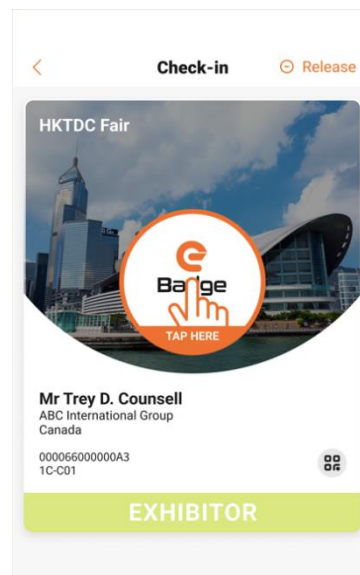 Check-in
Release
HKTDC Fair
e
Badge
TAP HERE
Mr Trey D. Counsell
ABC International Group
Canada
000066000000A3
1C-C01
EXHIBITOR